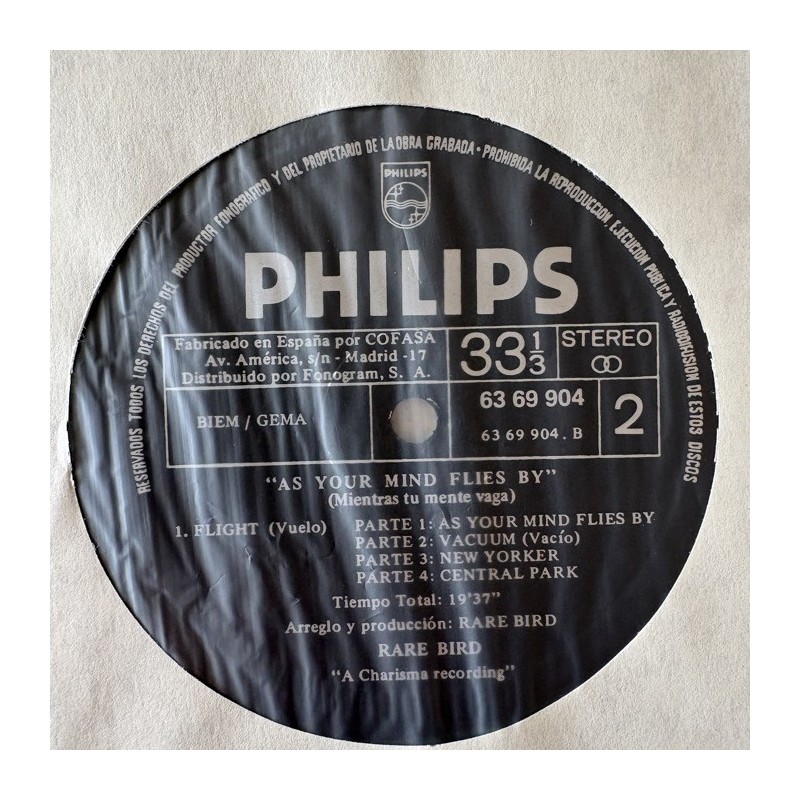 RESERVADOS TODOS LOS DERECHOS DEL PRODUCTOR FONOGRAFICO Y DEL PROPIETARIO DE LA OBRA GRABADA · PROHIBIDA LA REPRODUCCION, EJECUCION PUBLICA Y RADIODIFUSION DE ESTOS DISCOS
PHILIPS
PHILIPS
Fabricado en España por COFASA
Av. América, s/n - Madrid -17
Distribuido por Fonogram, S. A.
33 1/3
STEREO
BIEM / GEMA
63 69 904
63 69 904 . B
2
"AS YOUR MIND FLIES BY"
(Mientras tu mente vaga)
1. FLIGHT (Vuelo)
PARTE 1: AS YOUR MIND FLIES BY
PARTE 2: VACUUM (Vacío)
PARTE 3: NEW YORKER
PARTE 4: CENTRAL PARK
Tiempo Total: 19'37"
Arreglo y producción: RARE BIRD
RARE BIRD
"A Charisma recording"